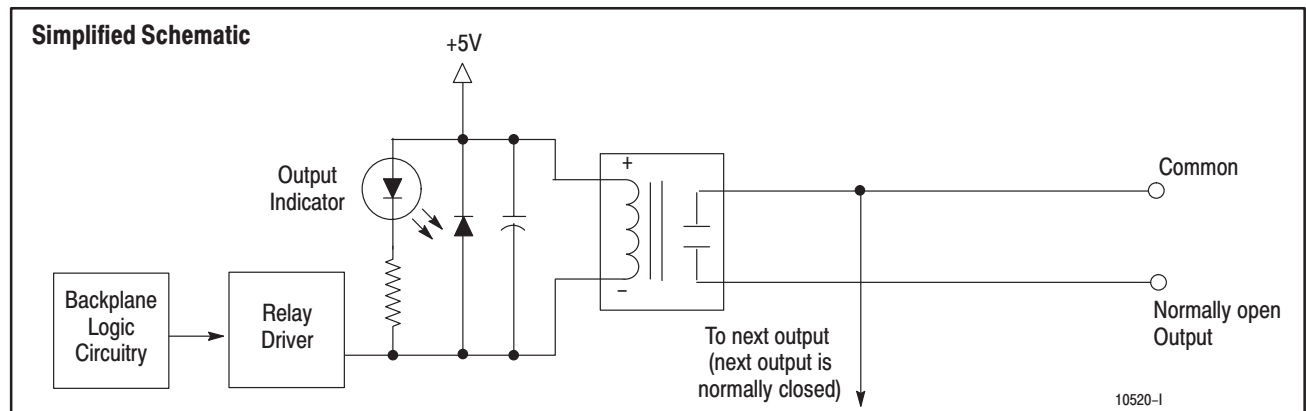 Simplified Schematic
+5V
Output
Indicator
+
−
Common
Backplane
Logic
Circuitry
Relay
Driver
To next output
(next output is
normally closed)
Normally open
Output
10520−I